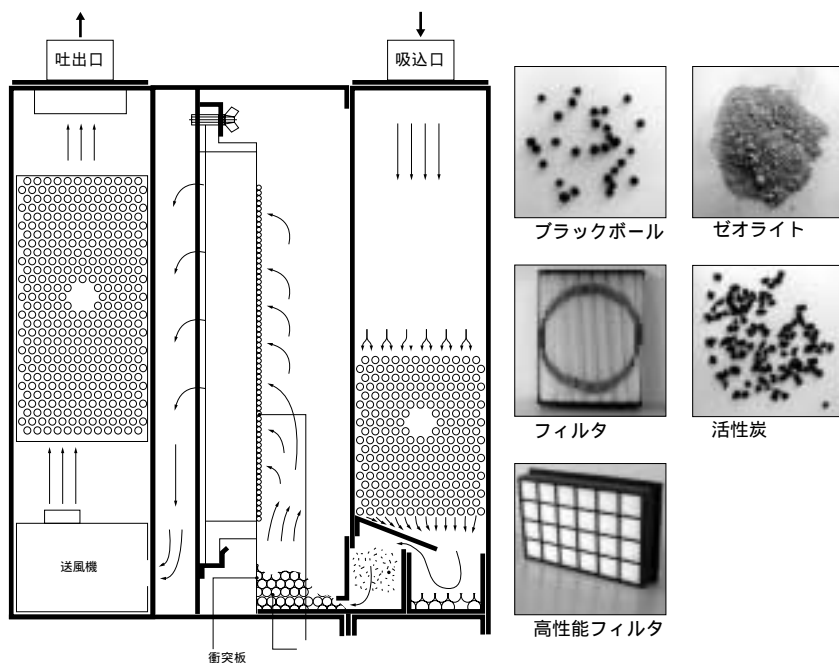 吐出口
吸込口
ブラックボール
ゼオライト
フィルタ
活性炭
送風機
高性能フィルタ
衝突板